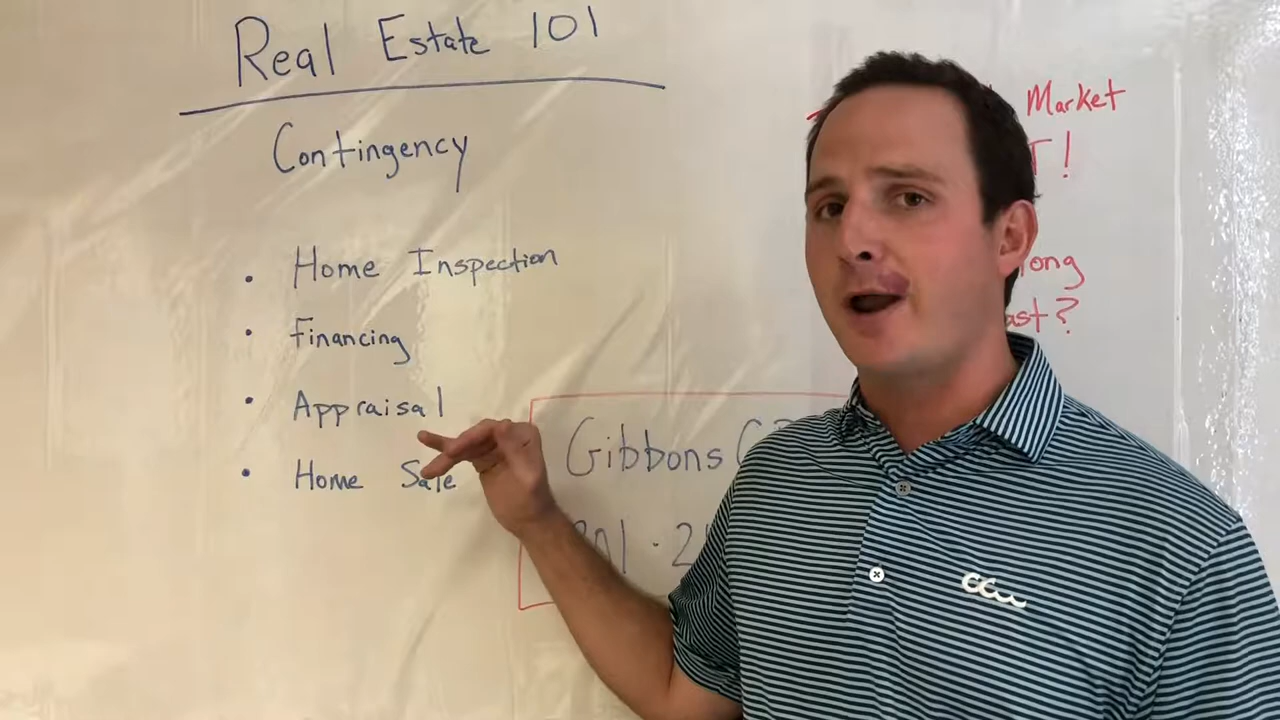 Real Estate 101
Contingency
· Home Inspection
· Financing
· Appraisal
· Home Sale
Market
!
Gibbons